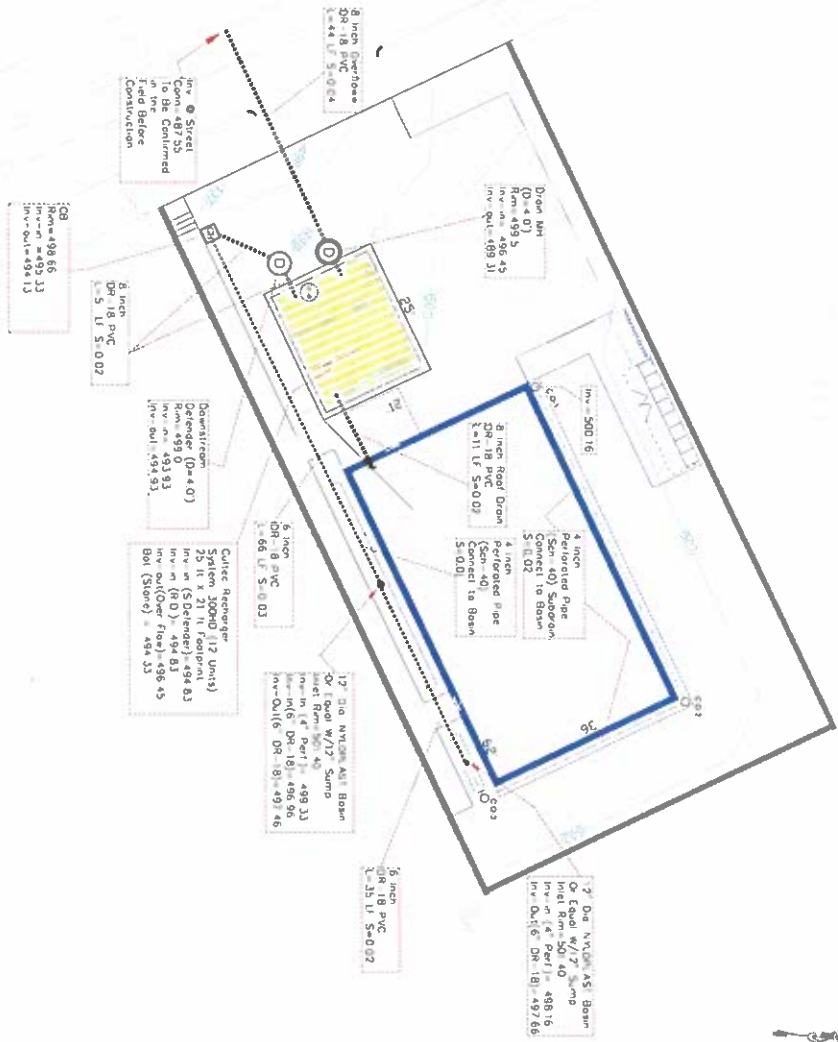 8 Inch Overflow
DR-18 PVC
L=44 LF S=0.04
Inv @ Street
Conn=487.55
To Be Confirmed
In the
Field Before
Construction
Drain MH
(D=4.0')
Rim=499.5
Inv-in= 496.45
Inv-out=489.31
CB
Rim=498.66
Inv-in=495.33
Inv-out=494.13
8 Inch
DR-18 PVC
L=5 LF S=0.02
Downstream
Defender (D=4.0')
Rim=499.0
Inv-in= 493.93
Inv-out=494.93
Cultec Recharger
System 300HD (12 Units)
25 ft X 21 ft Footprint
Inv-in (S Defender)=494.83
Inv-in (R D)= 494.83
Inv-out(Over Flow)=496.45
Bot (Stone) = 494.33
D
D
25'
21
Inv=500.16
CO1
8 Inch Roof Drain
DR-18 PVC
L=11 LF S=0.02
4 Inch
Perforated Pipe
(Sch-40) Subdrain
Connect to Basin
S=0.02
4 Inch
Perforated Pipe
(Sch-40)
Connect to Basin
S=0.01
6 Inch
DR-18 PVC
L=66 LF S=0.03
12" Dia NYLOPLAST Basin
Or Equal W/12" Sump
Inlet Rim=501.40
Inv-in (4" Perf)= 499.33
Inv-in(6" DR-18)=496.96
Inv-Out(6" DR-18)=497.46
CO2
36
CO3
6 Inch
DR-18 PVC
L=35 LF S=0.02
12" Dia NYLOPLAST Basin
Or Equal W/12" Sump
Inlet Rim=501.40
Inv-in (4" Perf)= 498.16
Inv-Out(6" DR-18)=497.66